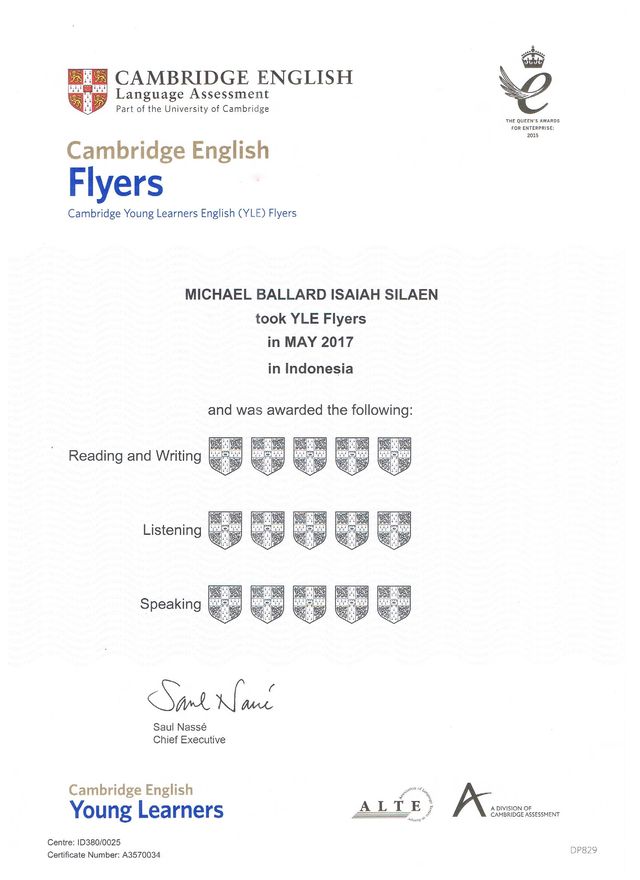 CAMBRIDGE ENGLISH
Language Assessment
Part of the University of Cambridge
THE QUEEN'S AWARDS
FOR ENTERPRISE:
2015
Cambridge English
Flyers
Cambridge Young Learners English (YLE) Flyers
MICHAEL BALLARD ISAIAH SILAEN
took YLE Flyers
in MAY 2017
in Indonesia
and was awarded the following:
Reading and Writing
Listening
Speaking
Saul Nassé
Saul Nassé
Chief Executive
Cambridge English
Young Learners
ALTE
A DIVISION OF
CAMBRIDGE ASSESSMENT
Centre: ID380/0025
Certificate Number: A3570034
DP829